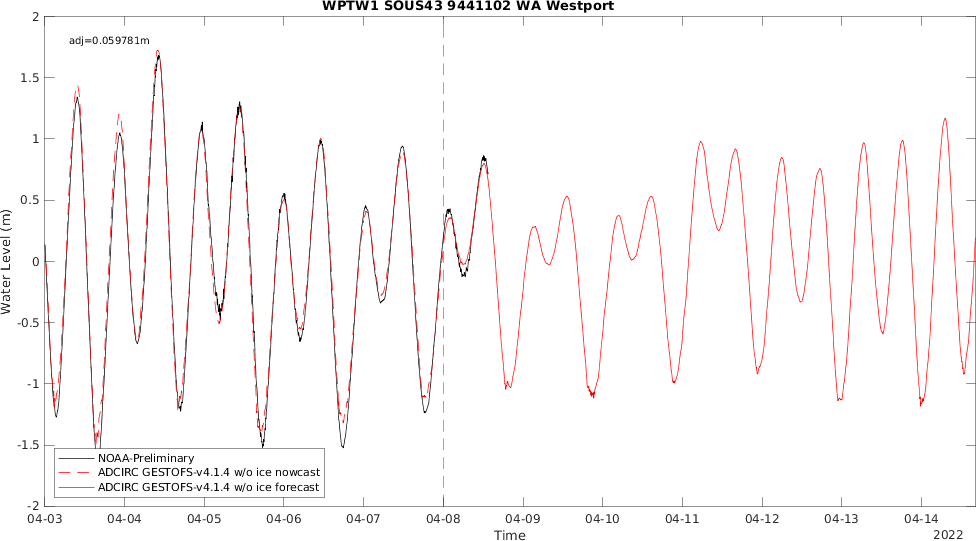 WPTW1 SOUS43 9441102 WA Westport
adj=0.059781m
Water Level (m)
2
1.5
1
0.5
0
-0.5
-1
-1.5
-2
NOAA-Preliminary
ADCIRC GESTOFS-v4.1.4 w/o ice nowcast
ADCIRC GESTOFS-v4.1.4 w/o ice forecast
04-03 04-04 04-05 04-06 04-07 04-08 04-09 04-10 04-11 04-12 04-13 04-14
Time
2022